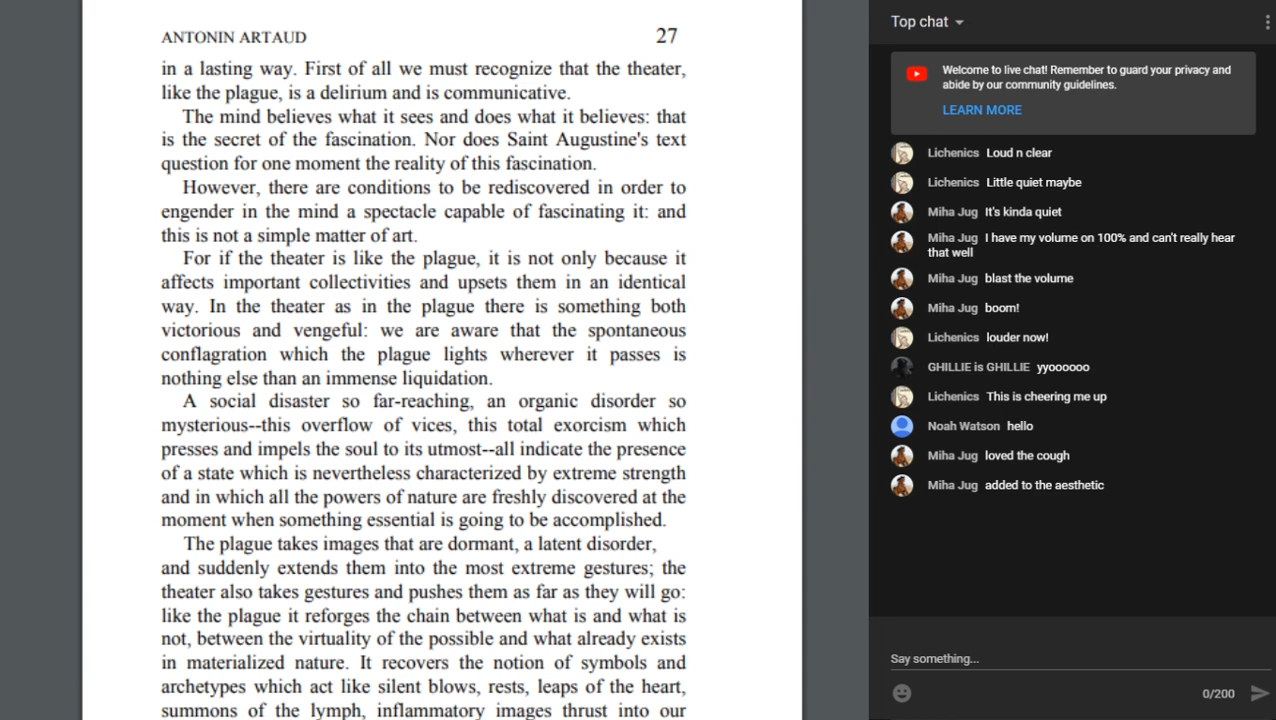 ANTONIN ARTAUD 27
in a lasting way. First of all we must recognize that the theater,
like the plague, is a delirium and is communicative.
The mind believes what it sees and does what it believes: that
is the secret of the fascination. Nor does Saint Augustine's text
question for one moment the reality of this fascination.
However, there are conditions to be rediscovered in order to
engender in the mind a spectacle capable of fascinating it: and
this is not a simple matter of art.
For if the theater is like the plague, it is not only because it
affects important collectivities and upsets them in an identical
way. In the theater as in the plague there is something both
victorious and vengeful: we are aware that the spontaneous
conflagration which the plague lights wherever it passes is
nothing else than an immense liquidation.
A social disaster so far-reaching, an organic disorder so
mysterious--this overflow of vices, this total exorcism which
presses and impels the soul to its utmost--all indicate the presence
of a state which is nevertheless characterized by extreme strength
and in which all the powers of nature are freshly discovered at the
moment when something essential is going to be accomplished.
The plague takes images that are dormant, a latent disorder,
and suddenly extends them into the most extreme gestures; the
theater also takes gestures and pushes them as far as they will go:
like the plague it reforges the chain between what is and what is
not, between the virtuality of the possible and what already exists
in materialized nature. It recovers the notion of symbols and
archetypes which act like silent blows, rests, leaps of the heart,
summons of the lymph, inflammatory images thrust into our
Top chat
Welcome to live chat! Remember to guard your privacy and
abide by our community guidelines.
LEARN MORE
Lichenics Loud n clear
Lichenics Little quiet maybe
Miha Jug It's kinda quiet
Miha Jug I have my volume on 100% and can't really hear
that well
Miha Jug blast the volume
Miha Jug boom!
Lichenics louder now!
GHILLIE is GHILLIE yyoooooo
Lichenics This is cheering me up
Noah Watson hello
Miha Jug loved the cough
Miha Jug added to the aesthetic
Say something...
0/200